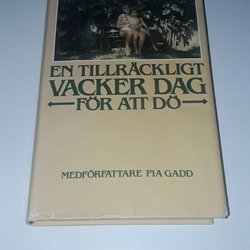 EN TILLRÄCKLIGT
VACKER DAG
FÖR ATT DÖ
MEDFÖRFATTARE PIA GADD